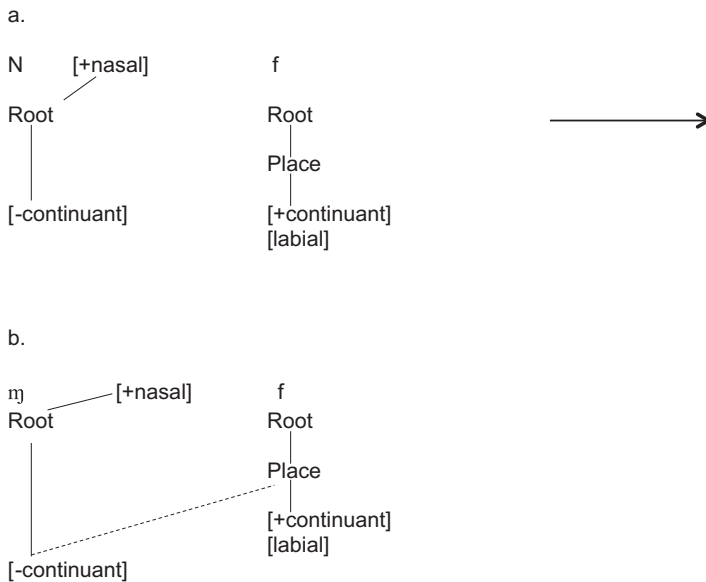 a.
N [+nasal] f
Root Root
Place
[-continuant] [+continuant]
[labial]
b.
ɱ [+nasal] f
Root Root
Place
[+continuant]
[labial]
[-continuant]